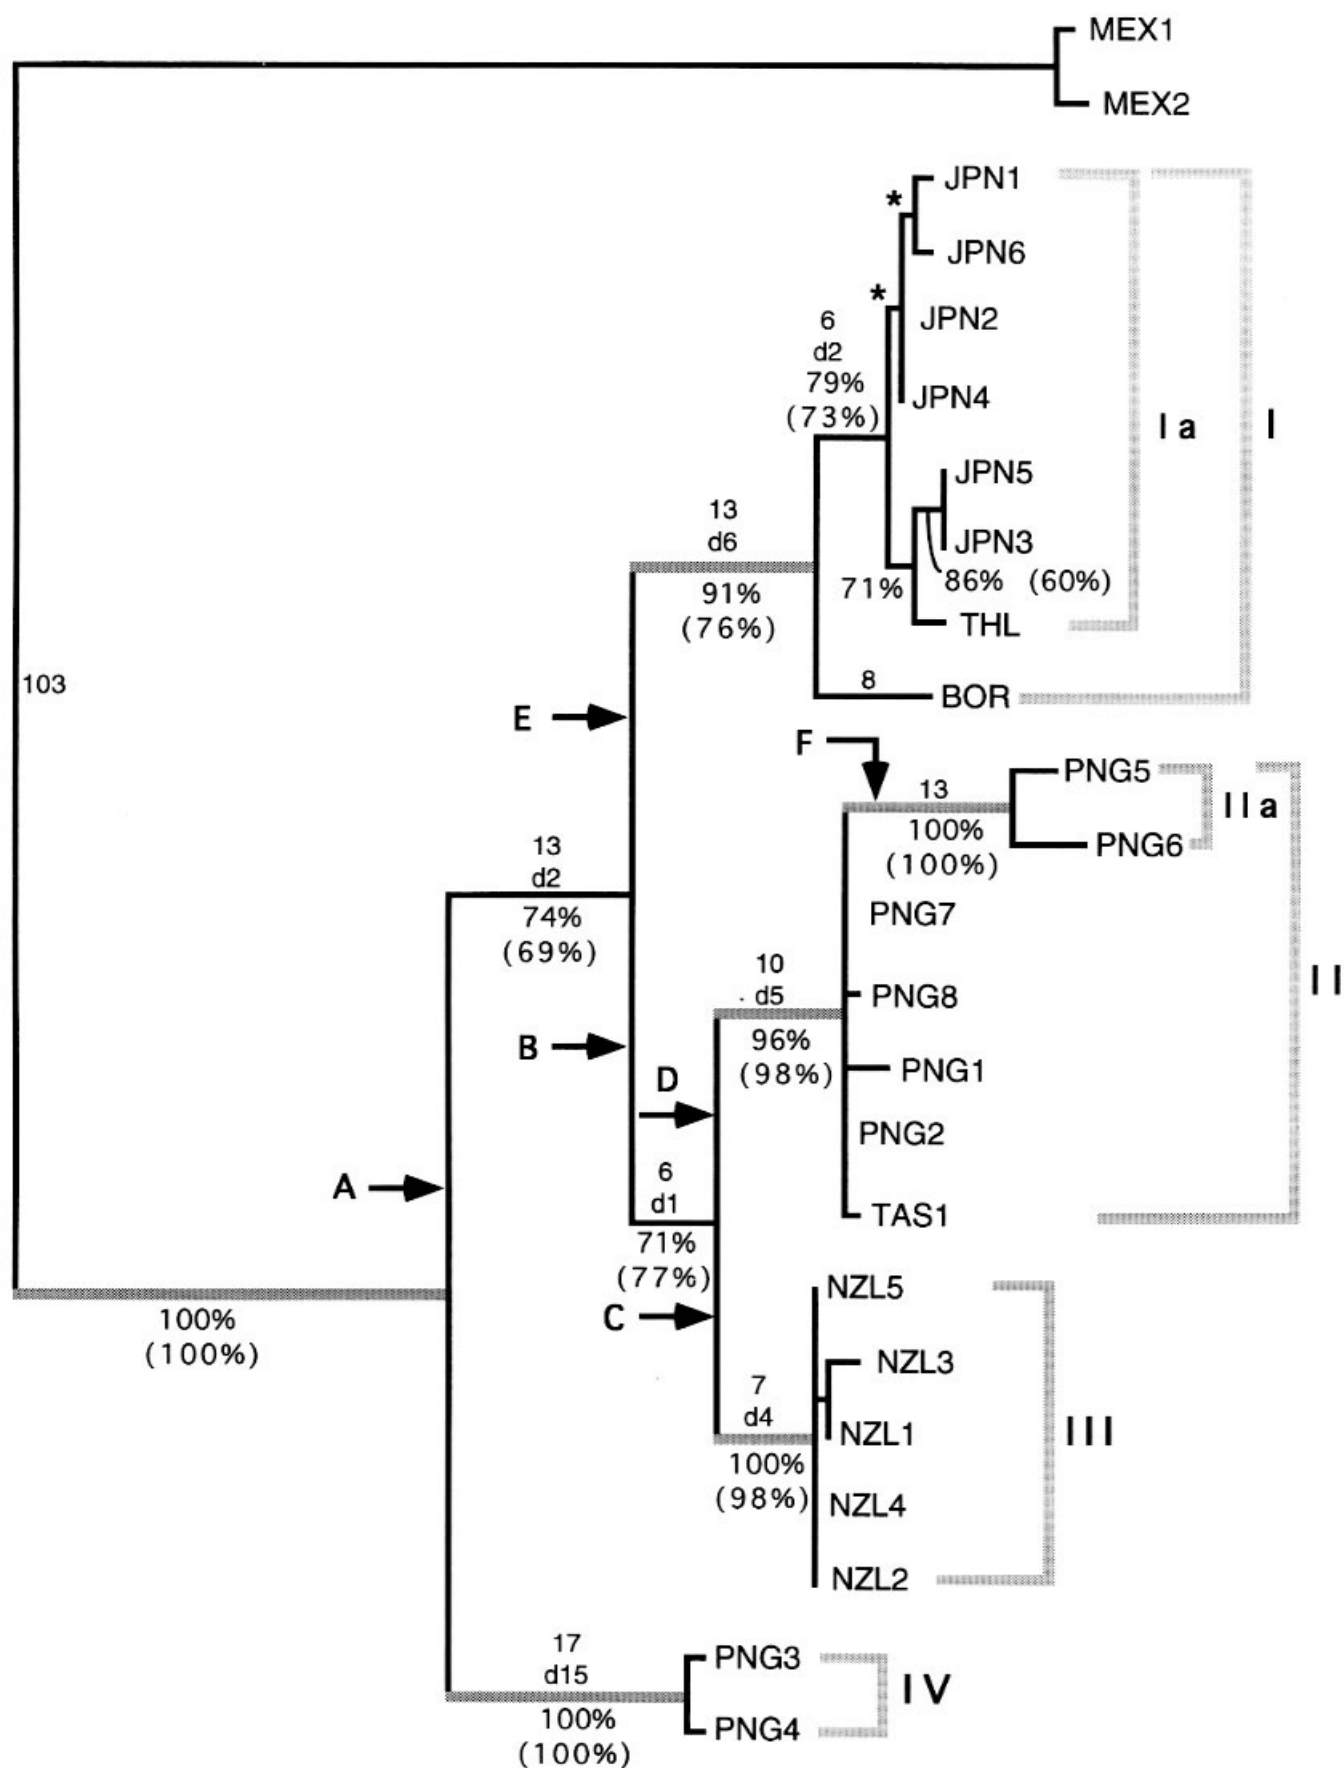 MEX1
MEX2
JPN1
*
JPN6
*
JPN2
6
d2
79%
(73%)
JPN4
I a
I
JPN5
13
d6
JPN3
71%
86% (60%)
91%
(76%)
THL
103
8
BOR
E
F
PNG5
13
II a
100%
(100%)
PNG6
13
d2
74%
(69%)
PNG7
10
d5
PNG8
II
96%
(98%)
B
D
PNG1
PNG2
6
d1
A
TAS1
71%
(77%)
NZL5
100%
(100%)
C
NZL3
7
d4
NZL1
III
100%
(98%)
NZL4
NZL2
17
d15
PNG3
IV
100%
(100%)
PNG4